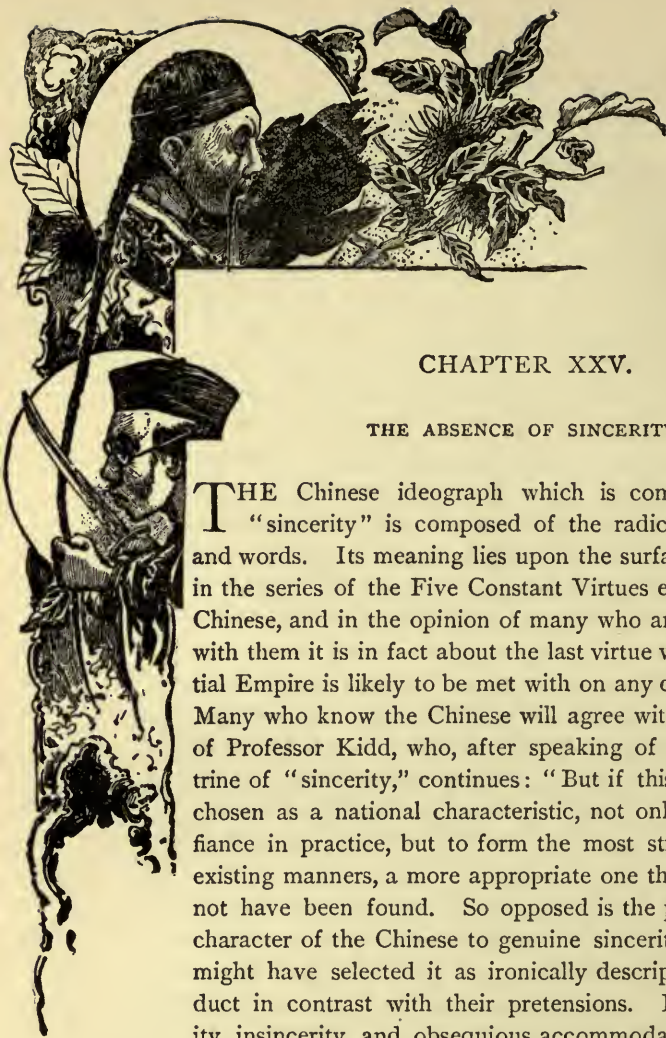 CHAPTER XXV.
THE ABSENCE OF SINCERIT
THE Chinese ideograph which is com
"sincerity" is composed of the radic
and words. Its meaning lies upon the surfa
in the series of the Five Constant Virtues e
Chinese, and in the opinion of many who ar
with them it is in fact about the last virtue
tial Empire is likely to be met with on any
Many who know the Chinese will agree wit
of Professor Kidd, who, after speaking of
trine of "sincerity," continues: "But if this
chosen as a national characteristic, not onl
fiance in practice, but to form the most st
existing manners, a more appropriate one th
not have been found. So opposed is the
character of the Chinese to genuine sincerit
might have selected it as ironically descrip
duct in contrast with their pretensions.
ity, insincerity, and obsequious accommoda